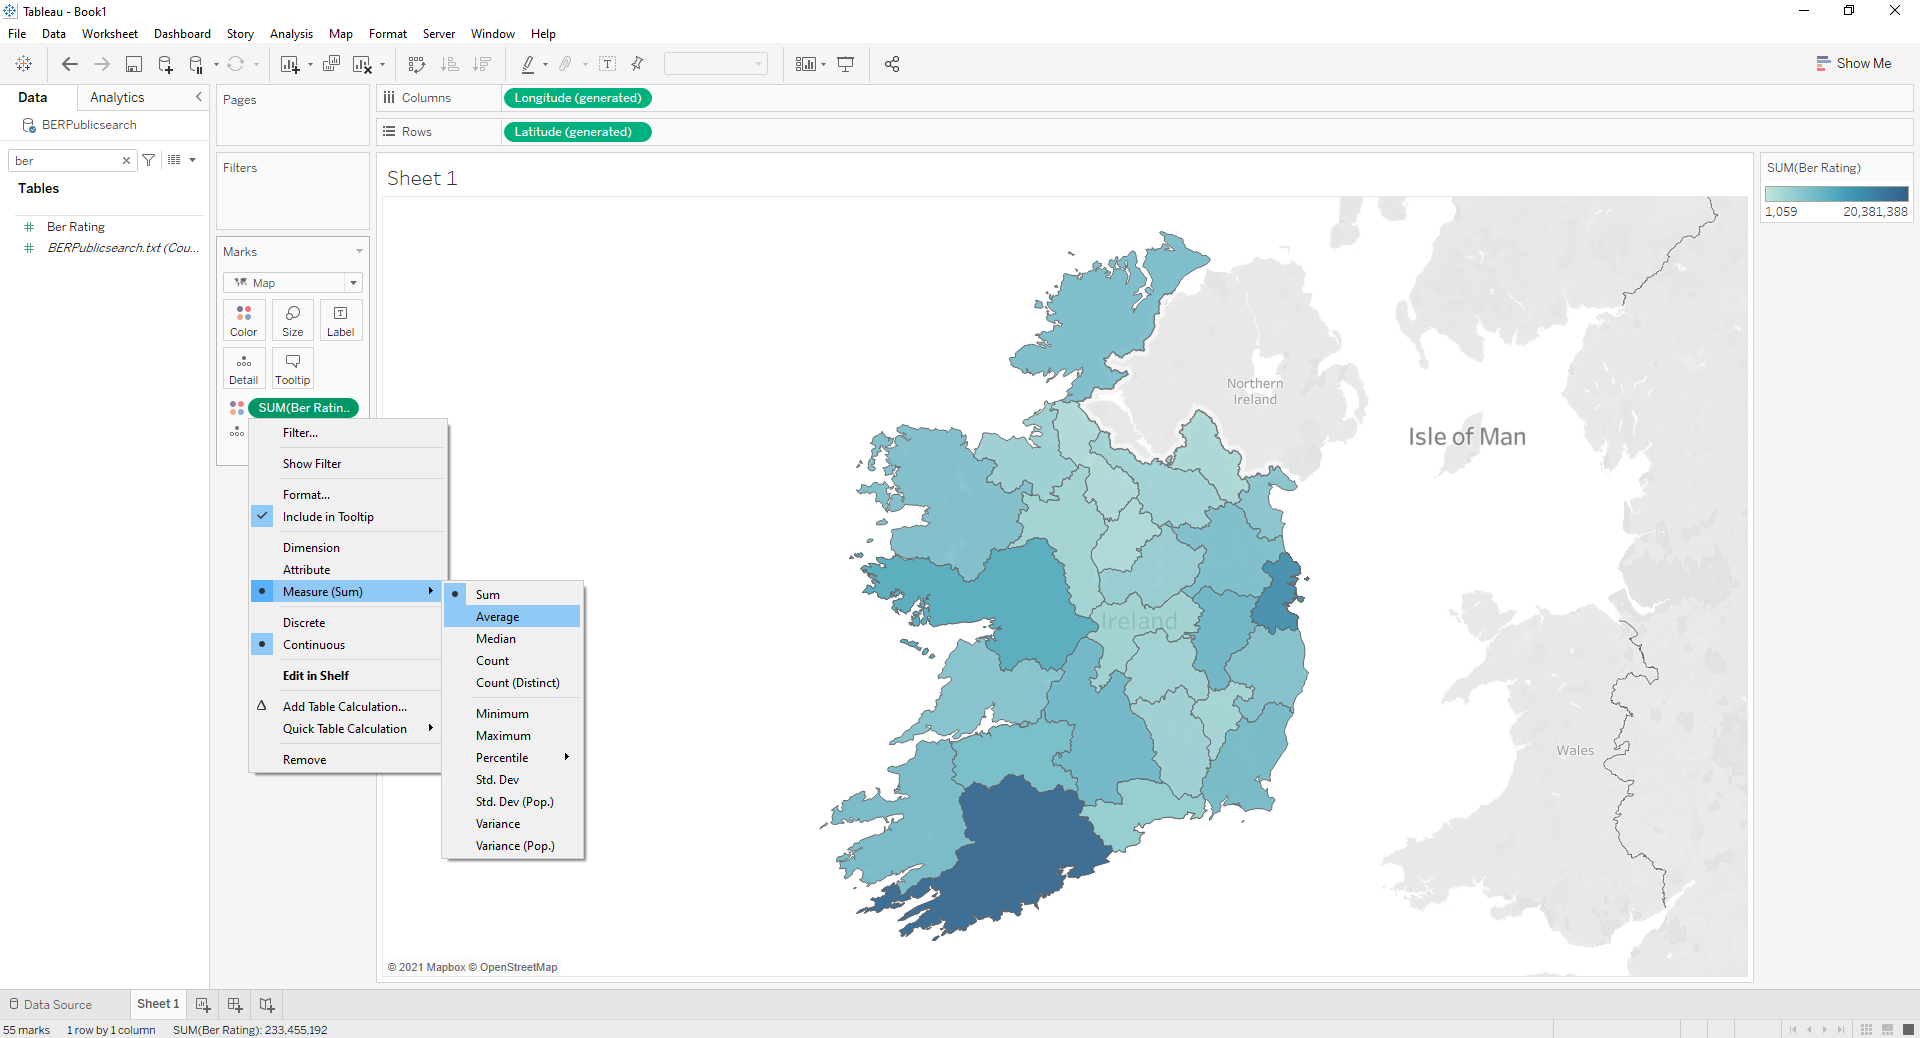 Tableau - Book1
File Data Worksheet Dashboard Story Analysis Map Format Server Window Help
Show Me
Data Analytics
BERPublicsearch
ber
Tables
Ber Rating
BERPublicsearch.txt (Cou...
Pages
Filters
Marks
Map
Color Size Label
Detail Tooltip
SUM(Ber Ratin..
Filter...
Show Filter
Format...
Include in Tooltip
Dimension
Attribute
Measure (Sum)
Discrete
Continuous
Edit in Shelf
Add Table Calculation...
Quick Table Calculation
Remove
Sum
Average
Median
Count
Count (Distinct)
Minimum
Maximum
Percentile
Std. Dev
Std. Dev (Pop.)
Variance
Variance (Pop.)
Columns Longitude (generated)
Rows Latitude (generated)
Sheet 1
Northern
Ireland
Isle of Man
Ireland
Wales
© 2021 Mapbox © OpenStreetMap
SUM(Ber Rating)
1,059 20,381,388
Data Source Sheet 1
55 marks 1 row by 1 column SUM(Ber Rating): 233,455,192